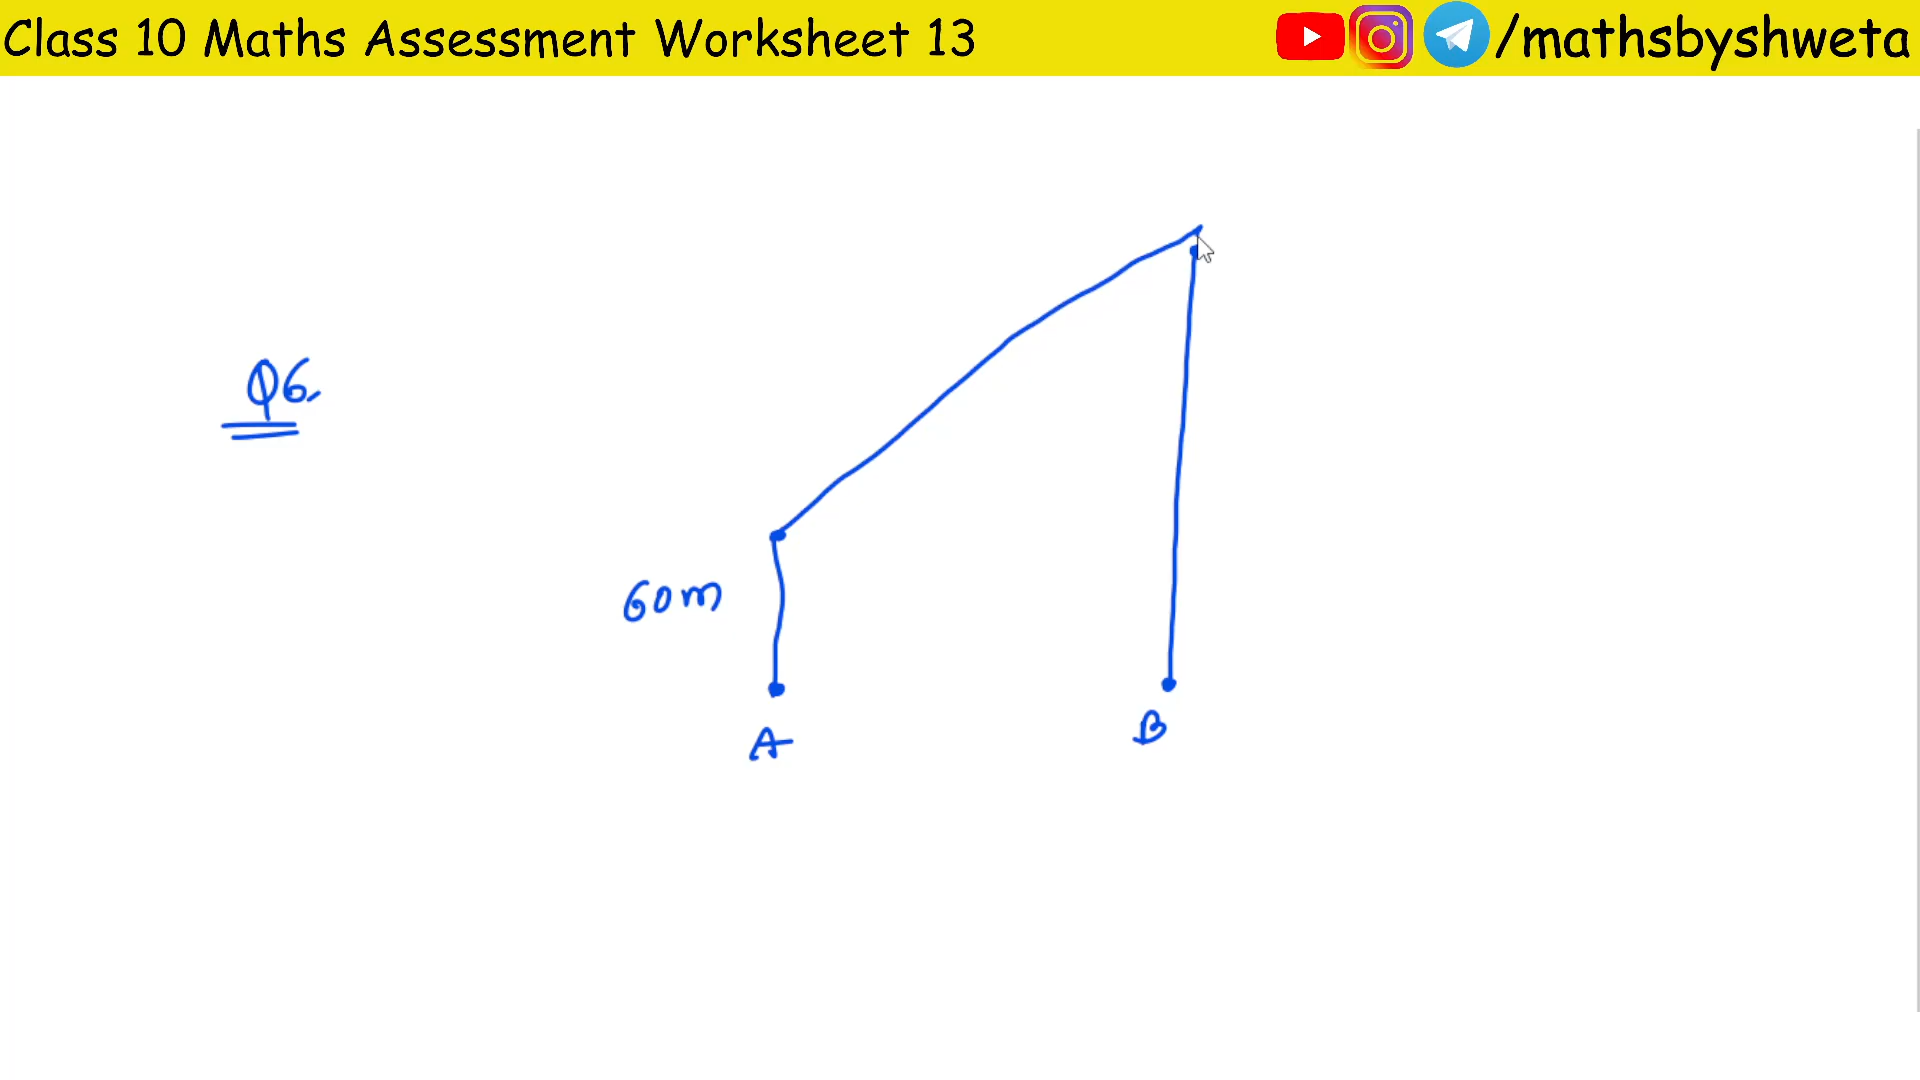 Class 10 Maths Assessment Worksheet 13
/mathsbyshweta
Q6.
60m
A
B